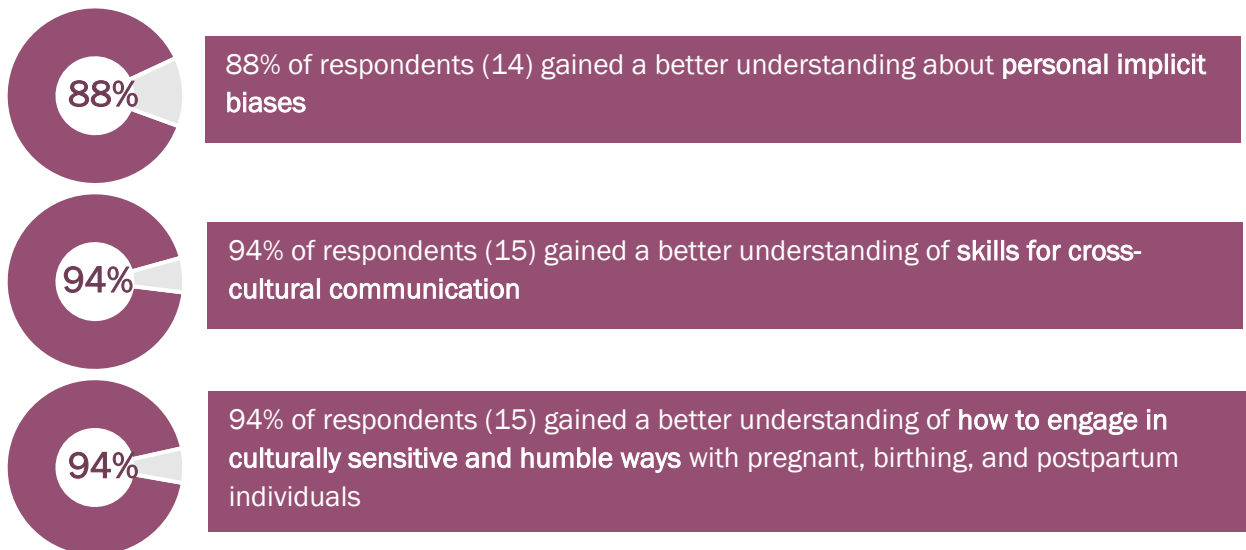 88%
88% of respondents (14) gained a better understanding about personal implicit
biases
94%
94% of respondents (15) gained a better understanding of skills for cross-
cultural communication
94%
94% of respondents (15) gained a better understanding of how to engage in
culturally sensitive and humble ways with pregnant, birthing, and postpartum
individuals